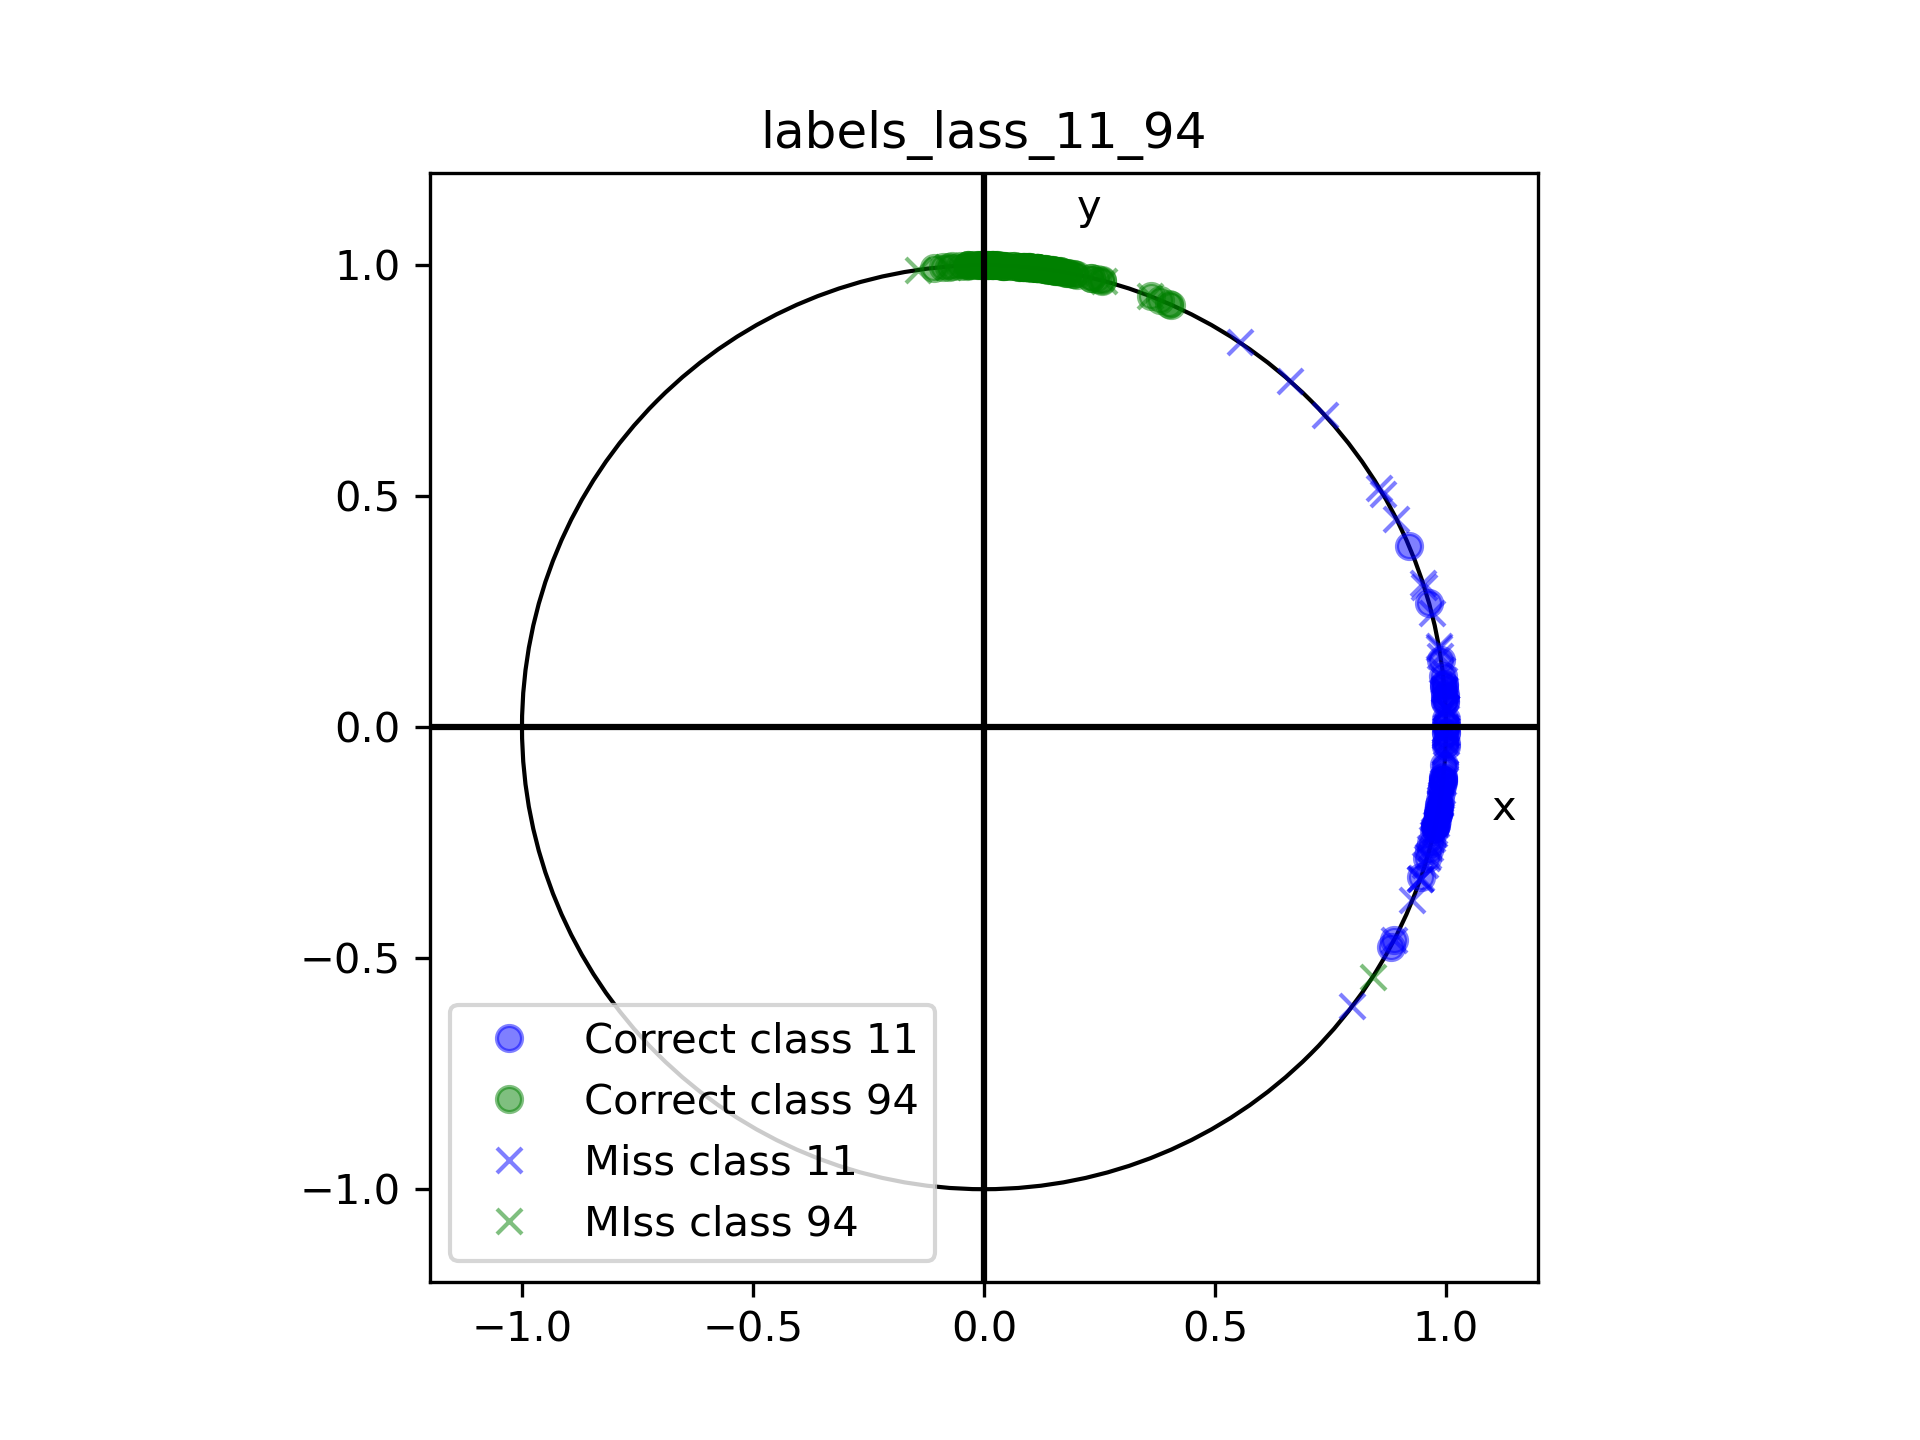 labels_lass_11_94
y
1.0
0.5
0.0
x
−0.5
−1.0
Correct class 11
Correct class 94
Miss class 11
MIss class 94
−1.0 −0.5 0.0 0.5 1.0